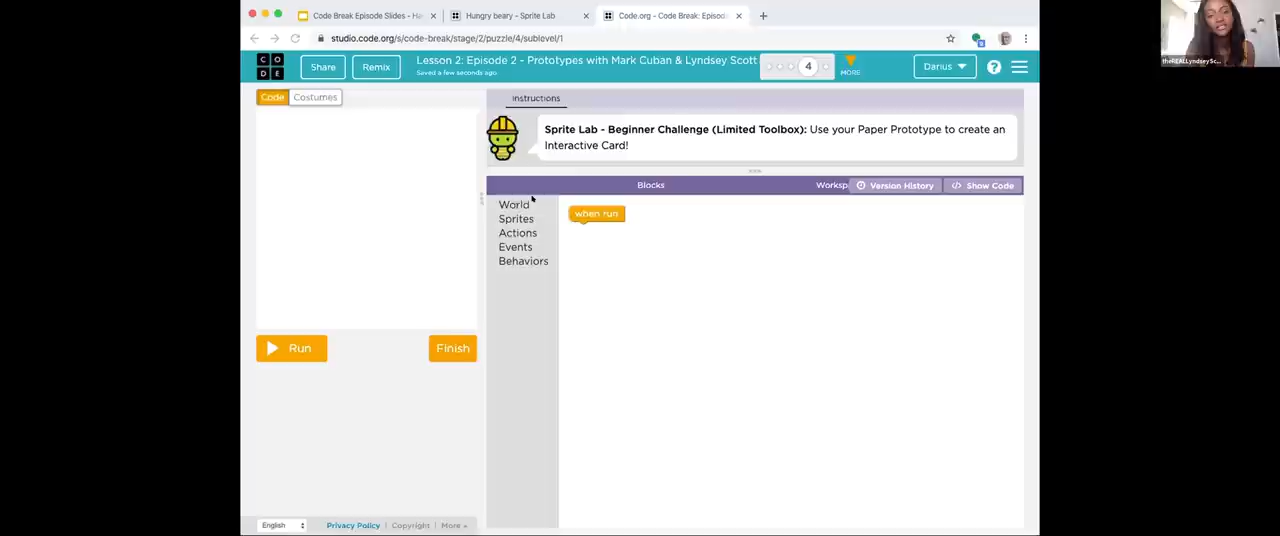 Code Break Episode Slides - Ha
Hungry beary - Sprite Lab
Code.org - Code Break: Episod
studio.code.org/s/code-break/stage/2/puzzle/4/sublevel/1
theREALLyndseySc...
C O
D E
Share
Remix
Lesson 2: Episode 2 - Prototypes with Mark Cuban & Lyndsey Scott
Saved a few seconds ago
4
MORE
Darius
?
Code
Costumes
Instructions
Sprite Lab - Beginner Challenge (Limited Toolbox): Use your Paper Prototype to create an
Interactive Card!
Blocks
Worksp
Version History
</> Show Code
World
Sprites
Actions
Events
Behaviors
when run
Run
Finish
English
Privacy Policy | Copyright | More